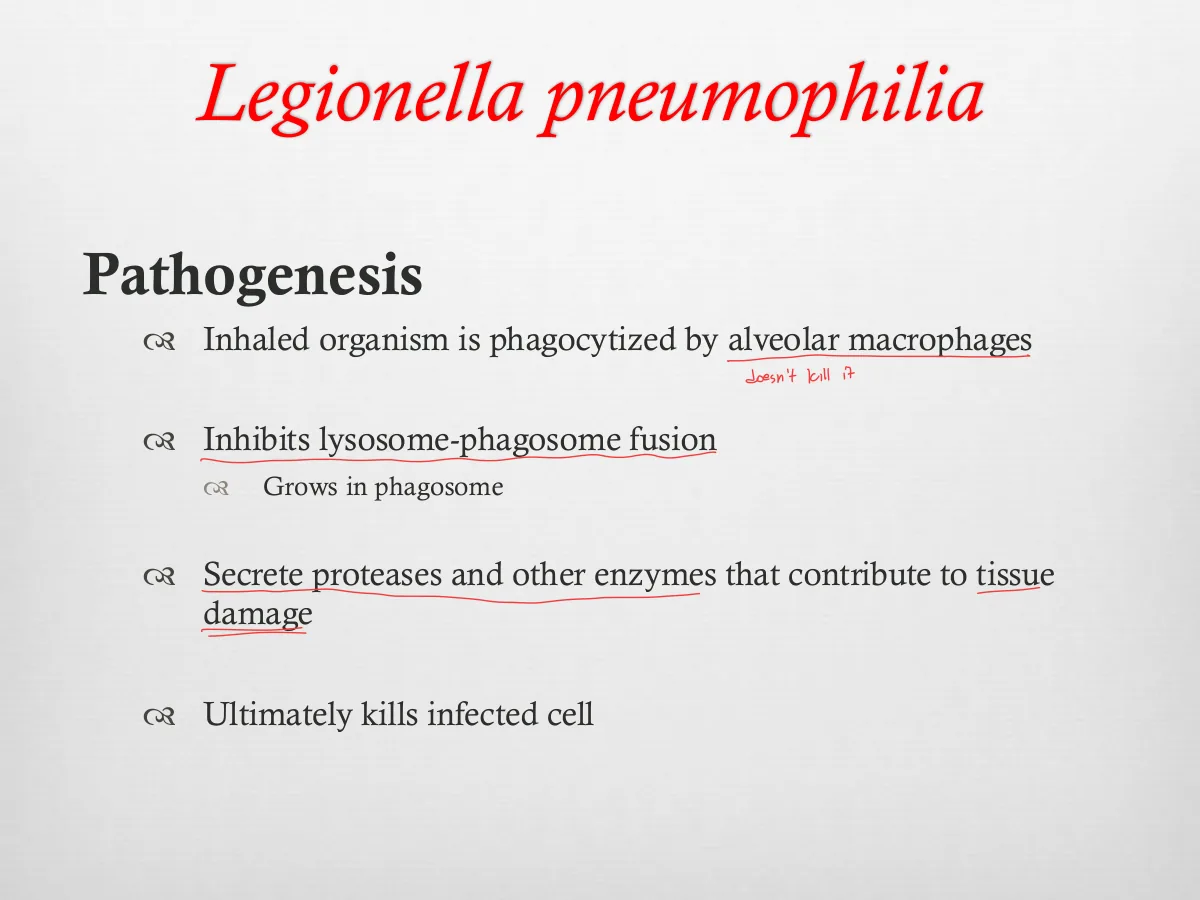 Legionella pneumophilia
Pathogenesis
Inhaled organism is phagocytized by alveolar macrophages
doesn't kill it
Inhibits lysosome-phagosome fusion
Grows in phagosome
Secrete proteases and other enzymes that contribute to tissue
damage
Ultimately kills infected cell